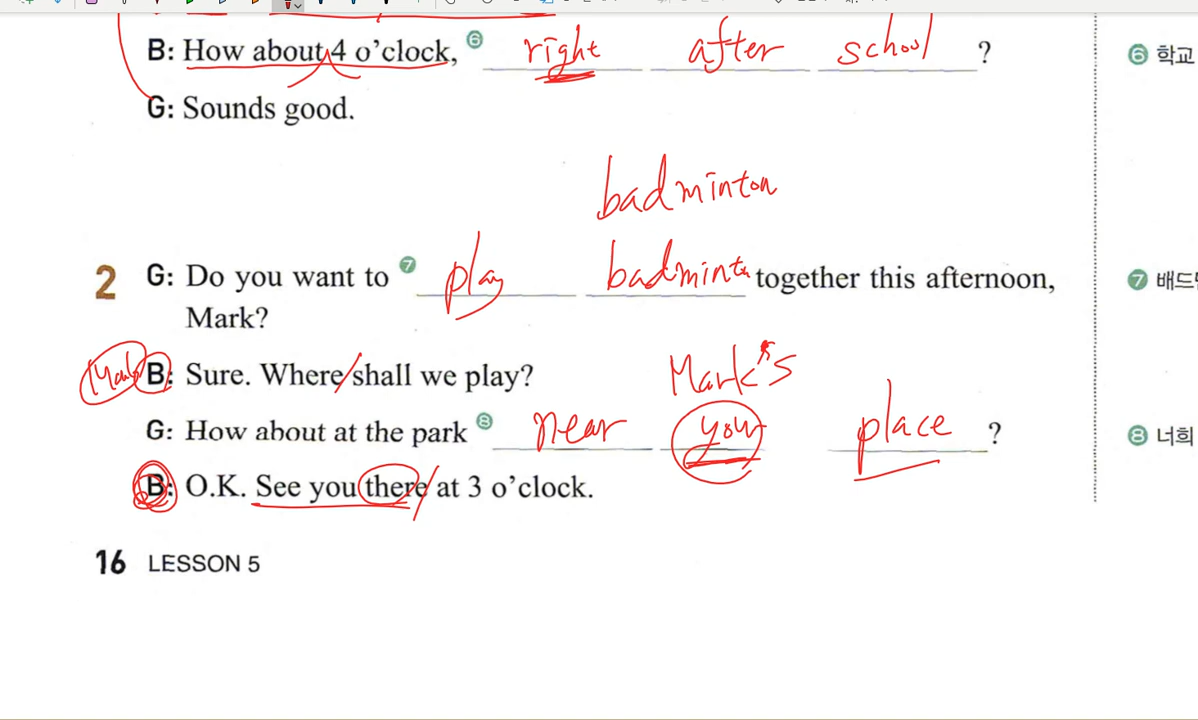 B: How about 4 o'clock, ⑥ right after school ?
⑥ 학교
G: Sounds good.
badminton
2 G: Do you want to ⑦ play badminton together this afternoon,
⑦ 배드
Mark?
Mark's
Mark B: Sure. Where/shall we play?
G: How about at the park ⑧ near your place ?
⑧ 너희
B: O.K. See you there/at 3 o'clock.
16 LESSON 5